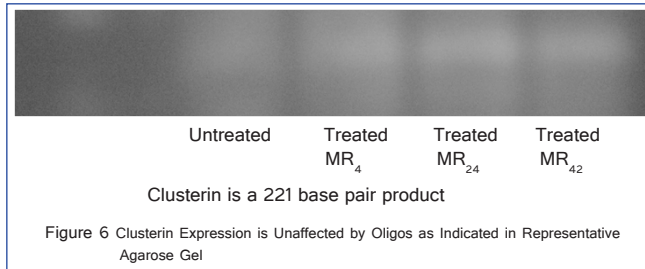 Untreated Treated Treated Treated
MR4 MR24 MR42
Clusterin is a 221 base pair product
Figure 6 Clusterin Expression is Unaffected by Oligos as Indicated in Representative
Agarose Gel